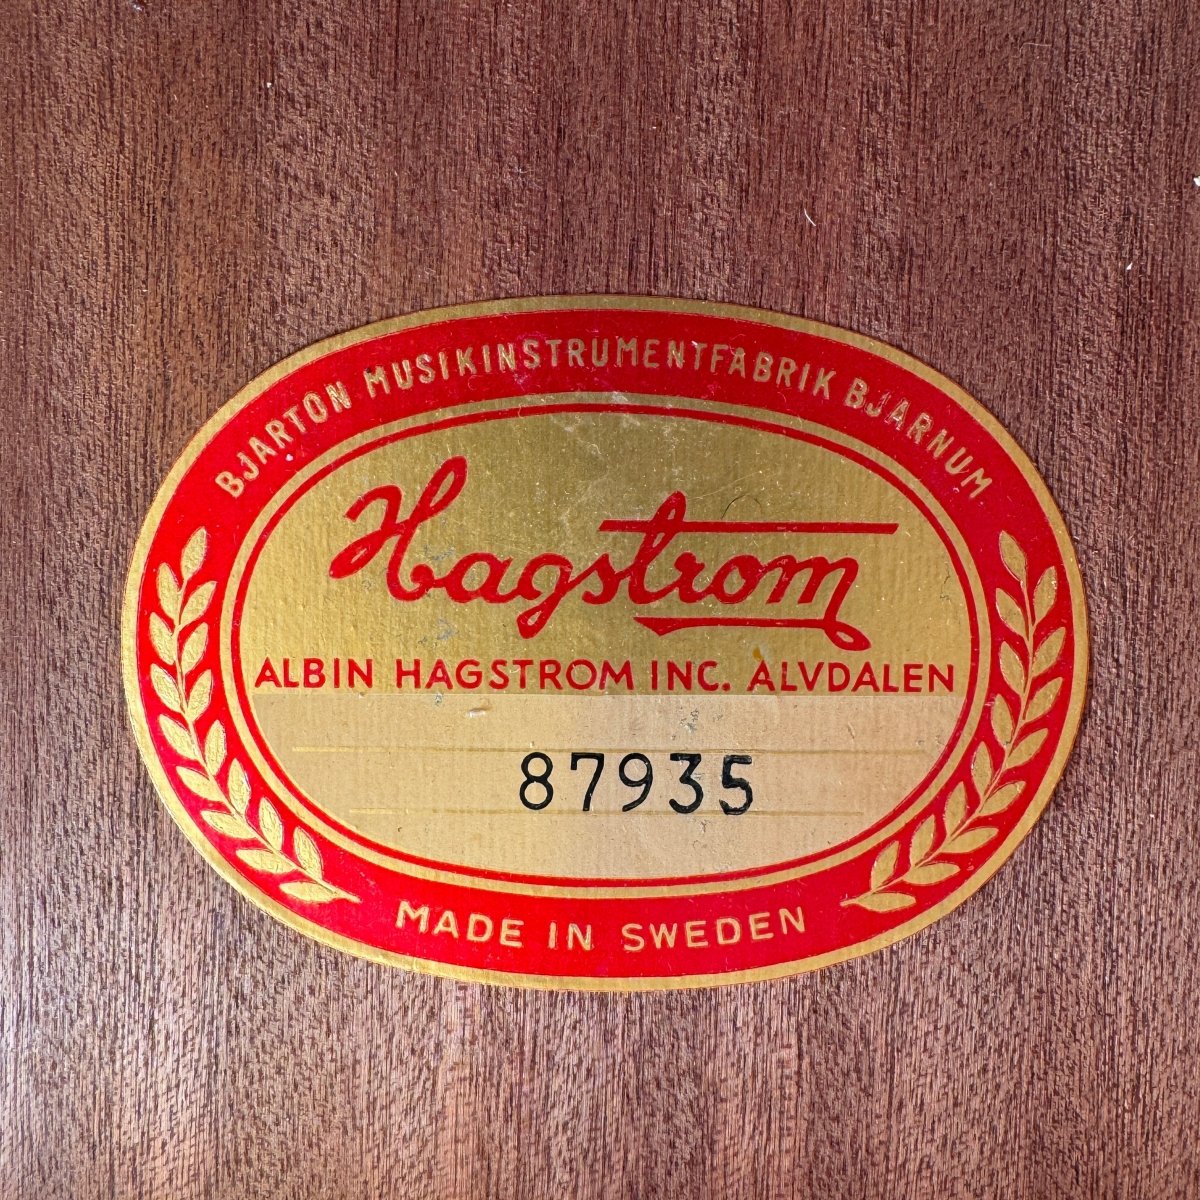 BJARTON MUSIKINSTRUMENTFABRIK BJARNUM
Hagstrom
ALBIN HAGSTROM INC. ALVDALEN
87935
MADE IN SWEDEN